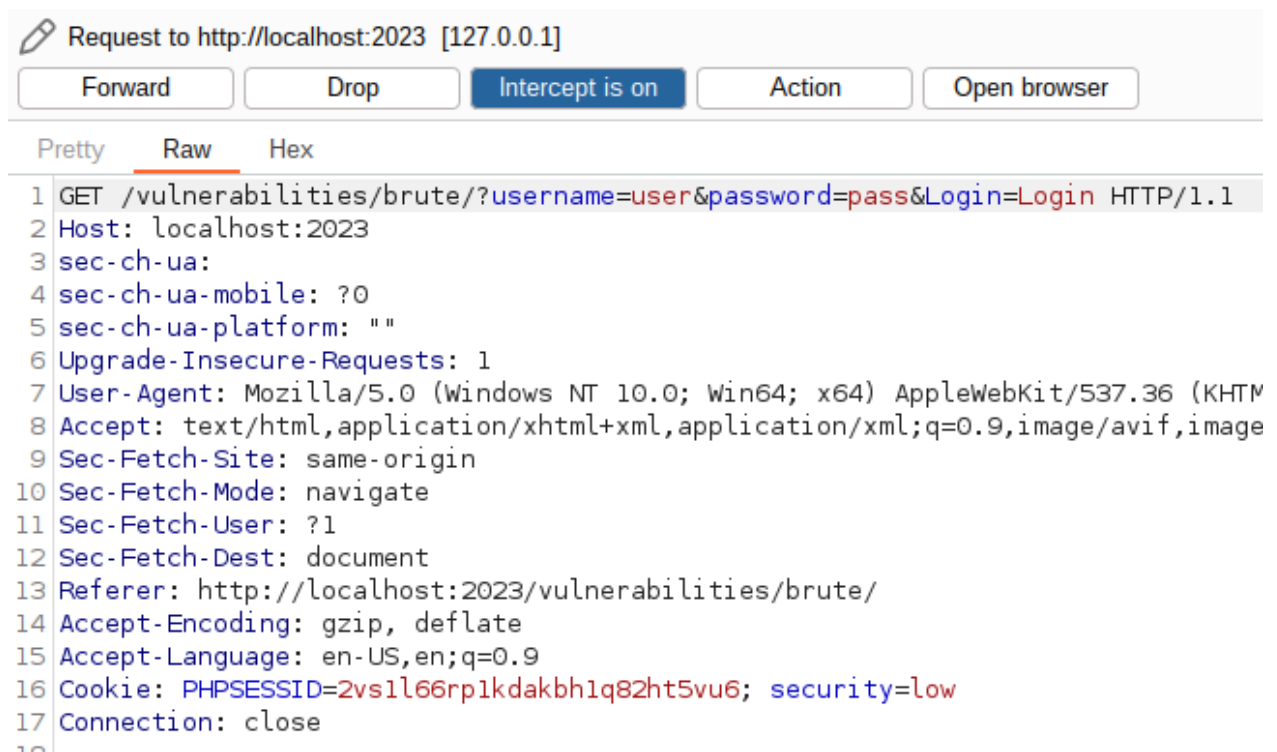 Request to http://localhost:2023 [127.0.0.1]
Forward Drop Intercept is on Action Open browser
Pretty Raw Hex
1 GET /vulnerabilities/brute/?username=user&password=pass&Login=Login HTTP/1.1
2 Host: localhost:2023
3 sec-ch-ua:
4 sec-ch-ua-mobile: ?0
5 sec-ch-ua-platform: ""
6 Upgrade-Insecure-Requests: 1
7 User-Agent: Mozilla/5.0 (Windows NT 10.0; Win64; x64) AppleWebKit/537.36 (KHTM
8 Accept: text/html,application/xhtml+xml,application/xml;q=0.9,image/avif,image
9 Sec-Fetch-Site: same-origin
10 Sec-Fetch-Mode: navigate
11 Sec-Fetch-User: ?1
12 Sec-Fetch-Dest: document
13 Referer: http://localhost:2023/vulnerabilities/brute/
14 Accept-Encoding: gzip, deflate
15 Accept-Language: en-US,en;q=0.9
16 Cookie: PHPSESSID=2vs1l66rp1kdakbh1q82ht5vu6; security=low
17 Connection: close